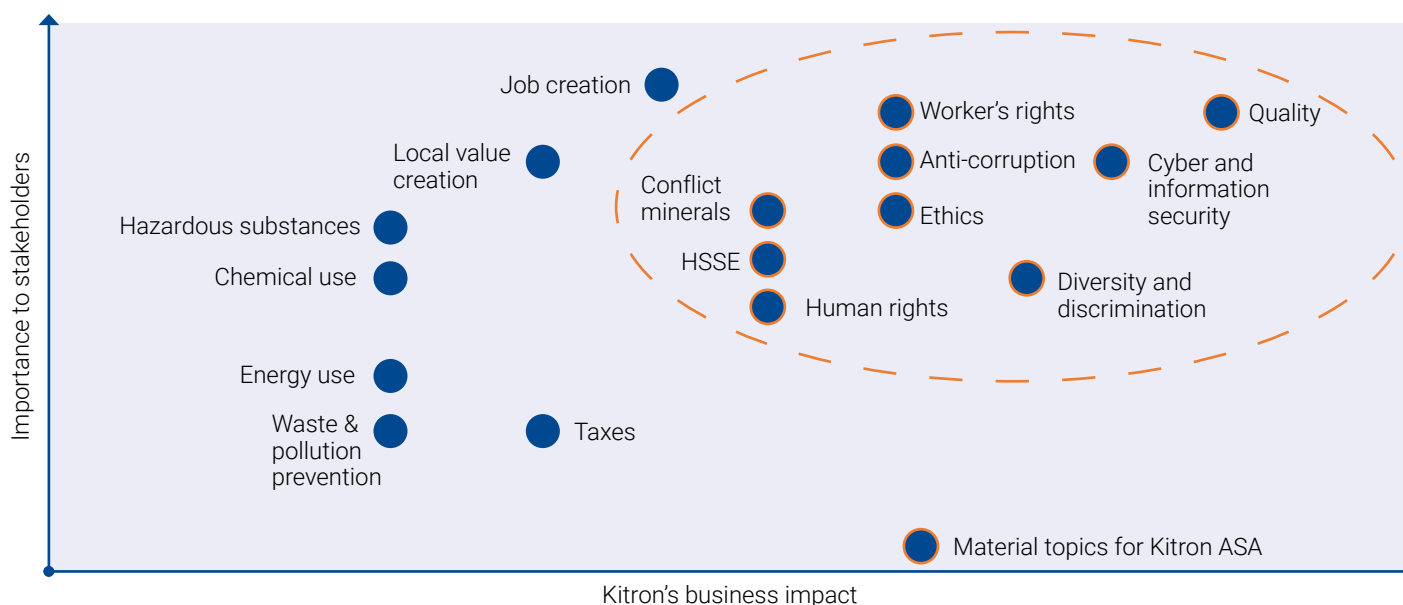 Importance to stakeholders
Job creation
Worker’s rights
Quality
Local value
creation
Anti-corruption
Cyber and
information
security
Conflict
minerals
Ethics
Hazardous substances
HSSE
Chemical use
Diversity and
discrimination
Human rights
Energy use
Waste &
pollution
prevention
Taxes
Material topics for Kitron ASA
Kitron’s business impact